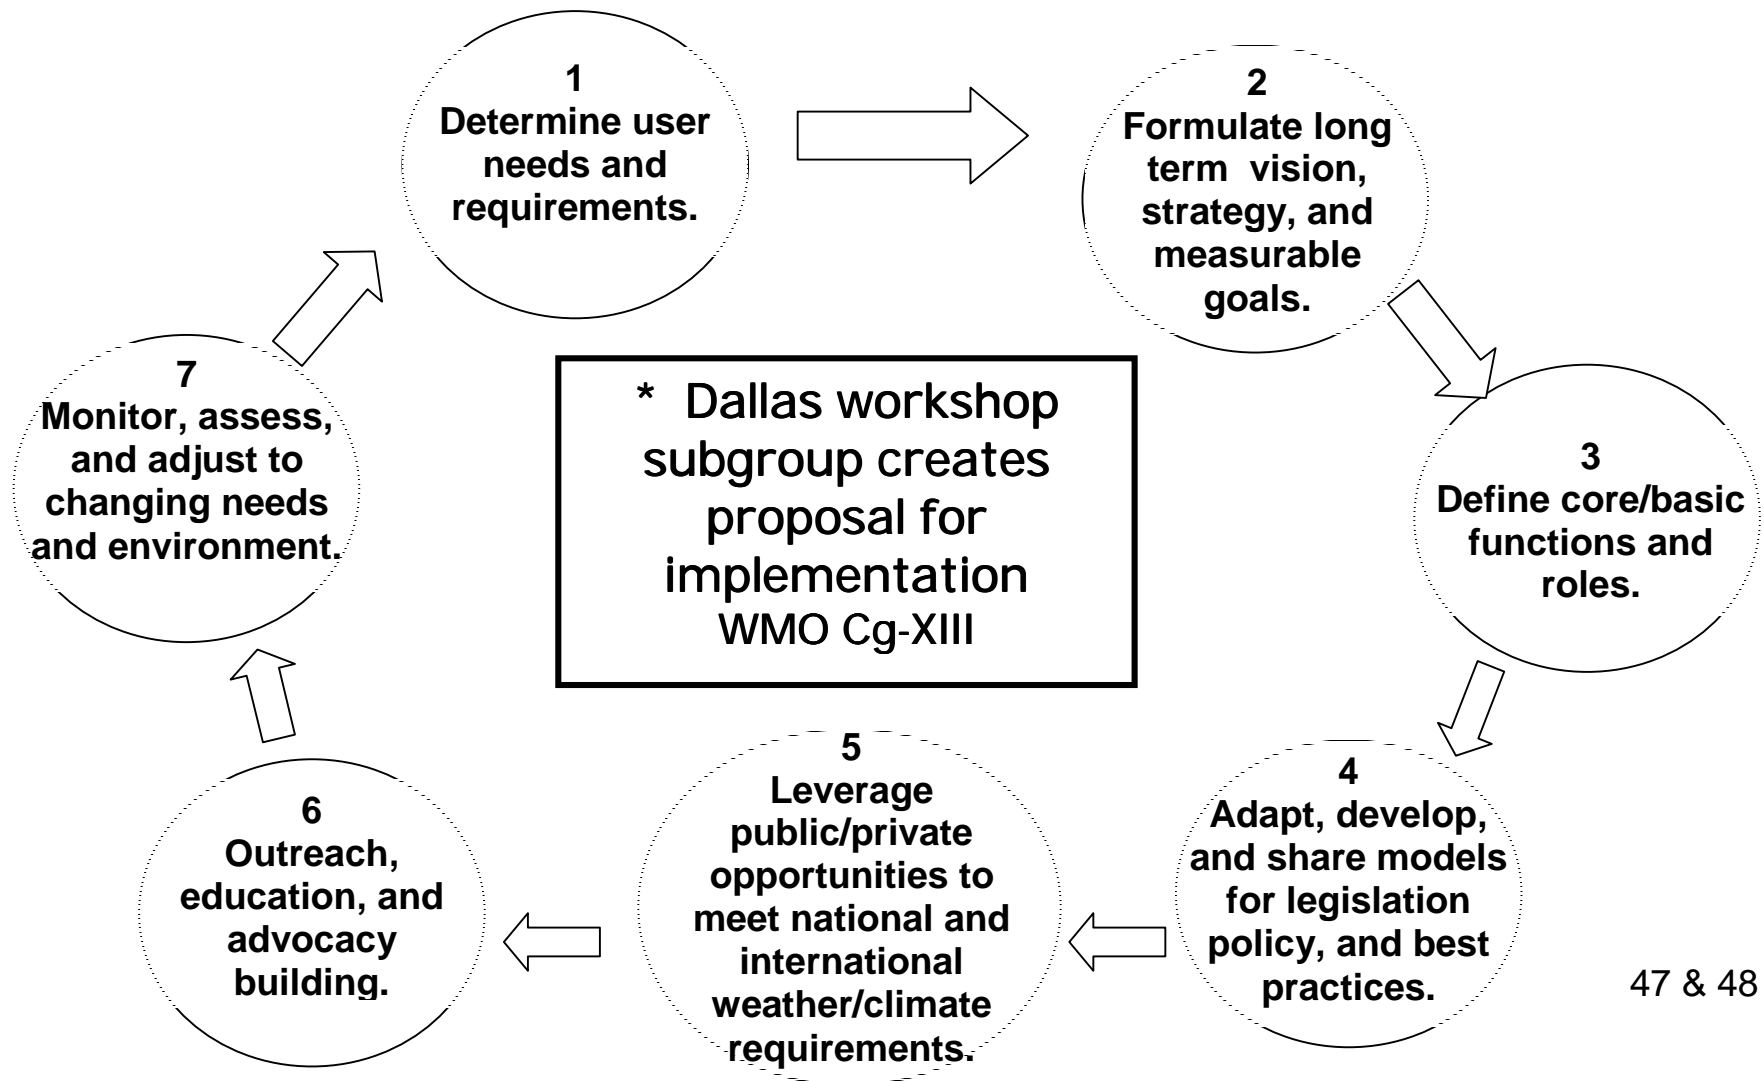 1
Determine user
needs and
requirements.
2
Formulate long
term vision,
strategy, and
measurable
goals.
3
Define core/basic
functions and
roles.
4
Adapt, develop,
and share models
for legislation
policy, and best
practices.
5
Leverage
public/private
opportunities to
meet national and
international
weather/climate
requirements.
6
Outreach,
education, and
advocacy
building.
7
Monitor, assess,
and adjust to
changing needs
and environment.
* Dallas workshop
subgroup creates
proposal for
implementation
WMO Cg-XIII
47 & 48